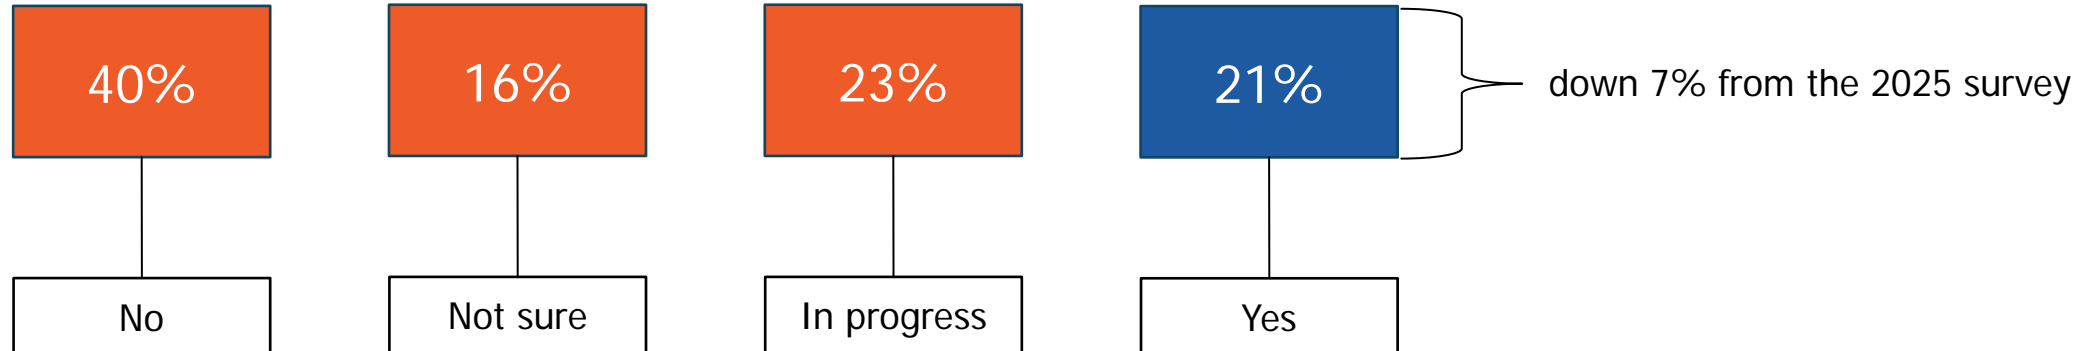 40%
16%
23%
21%
down 7% from the 2025 survey
No
Not sure
In progress
Yes